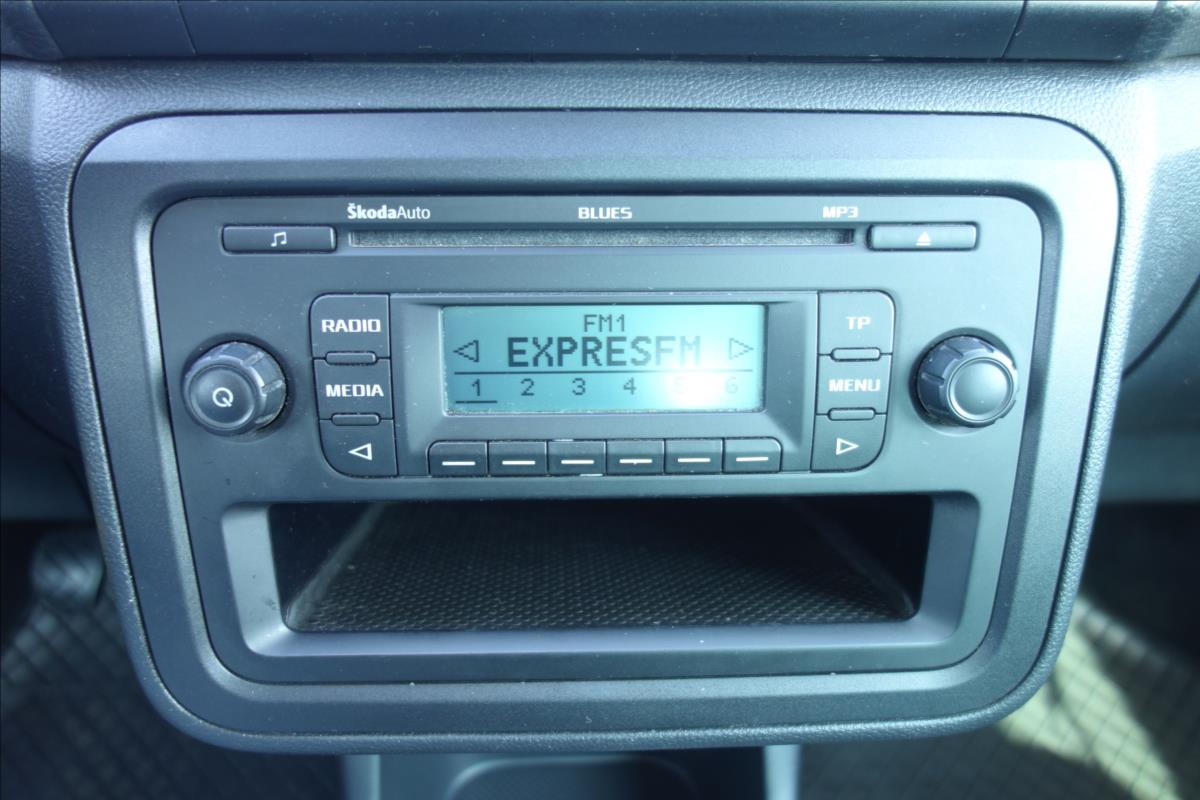 ŠkodaAuto BLUES MP3
RADIO
MEDIA
FM1
EXPRESFM
1 2 3 4 5 6
TP
MENU